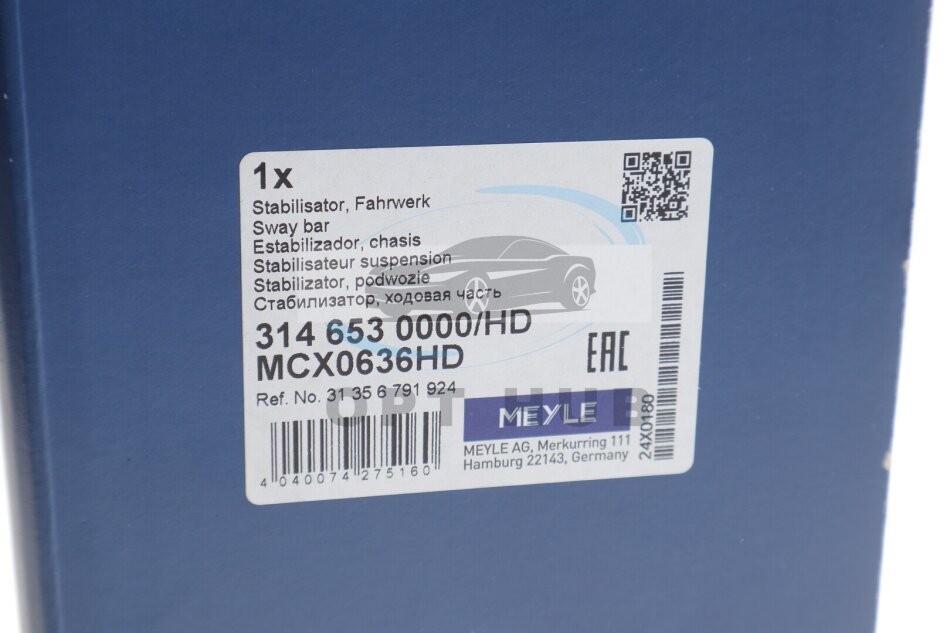 1x
Stabilisator, Fahrwerk
Sway bar
Estabilizador, chasis
Stabilisateur suspension
Stabilizator, podwozie
Стабилизатор, ходовая часть
314 653 0000/HD
MCX0636HD
Ref. No. 31 35 6 791 924
EAC
OPT HUB
MEYLE
MEYLE AG, Merkurring 111
Hamburg 22143, Germany
4 040074 275160
24X0180